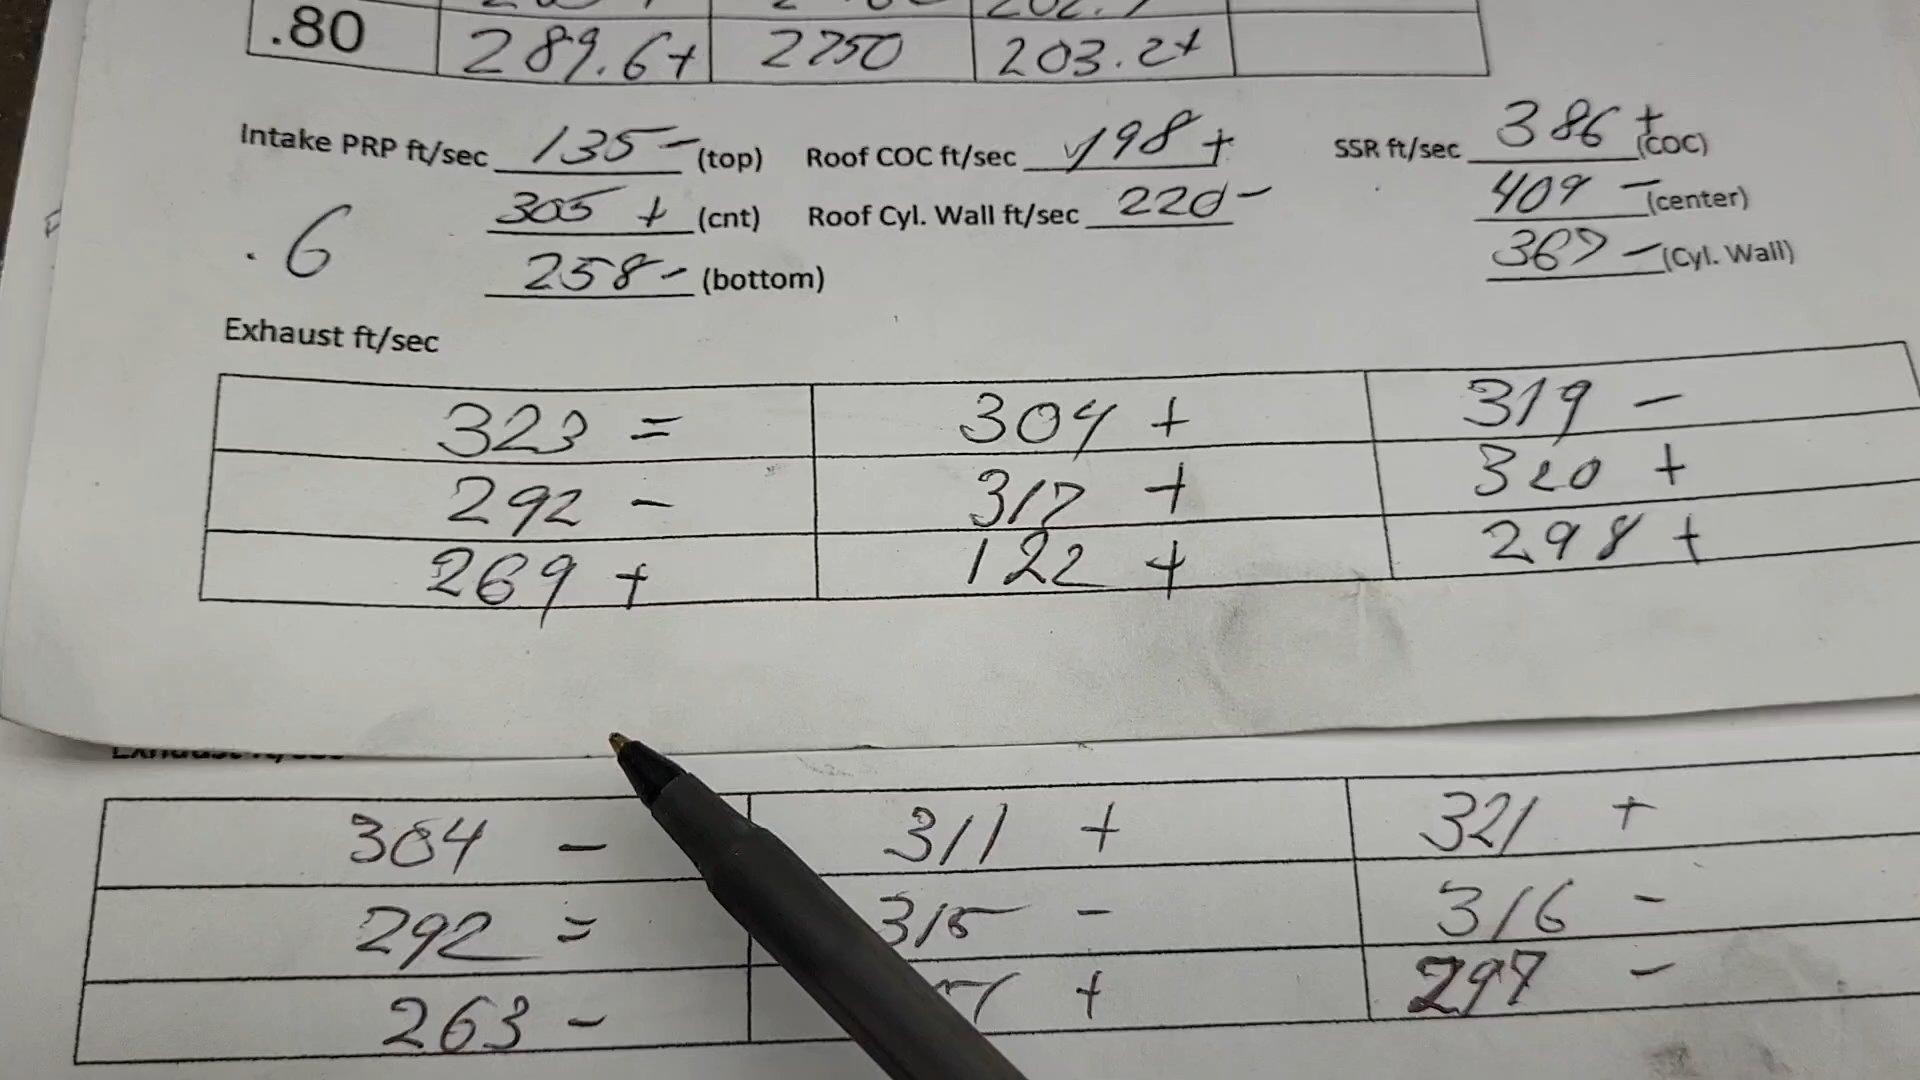 .80 289.6+ 2750 203.2+
Intake PRP ft/sec 135 - (top) Roof COC ft/sec 198 + SSR ft/sec 386 + (COC)
305 + (cnt) Roof Cyl. Wall ft/sec 220 - 409 - (center)
.6 258 - (bottom) 367 - (Cyl. Wall)
Exhaust ft/sec
323 = 304 + 319 -
292 - 317 + 320 +
269 + 122 + 298 +
304 - 311 + 321 +
292 = 315 - 316 -
263 - + 297 -